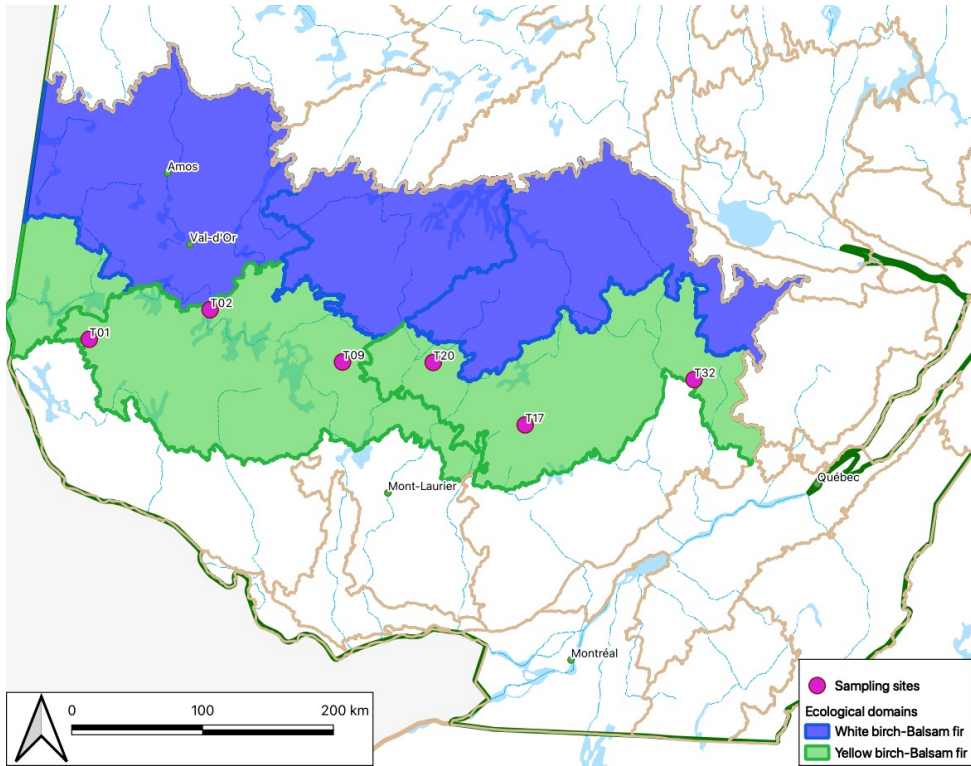 Amos
Val-d'Or
T02
T01
T09
T20
T32
T17
Québec
Mont-Laurier
Montréal
0 100 200 km
Sampling sites
Ecological domains
White birch-Balsam fir
Yellow birch-Balsam fir